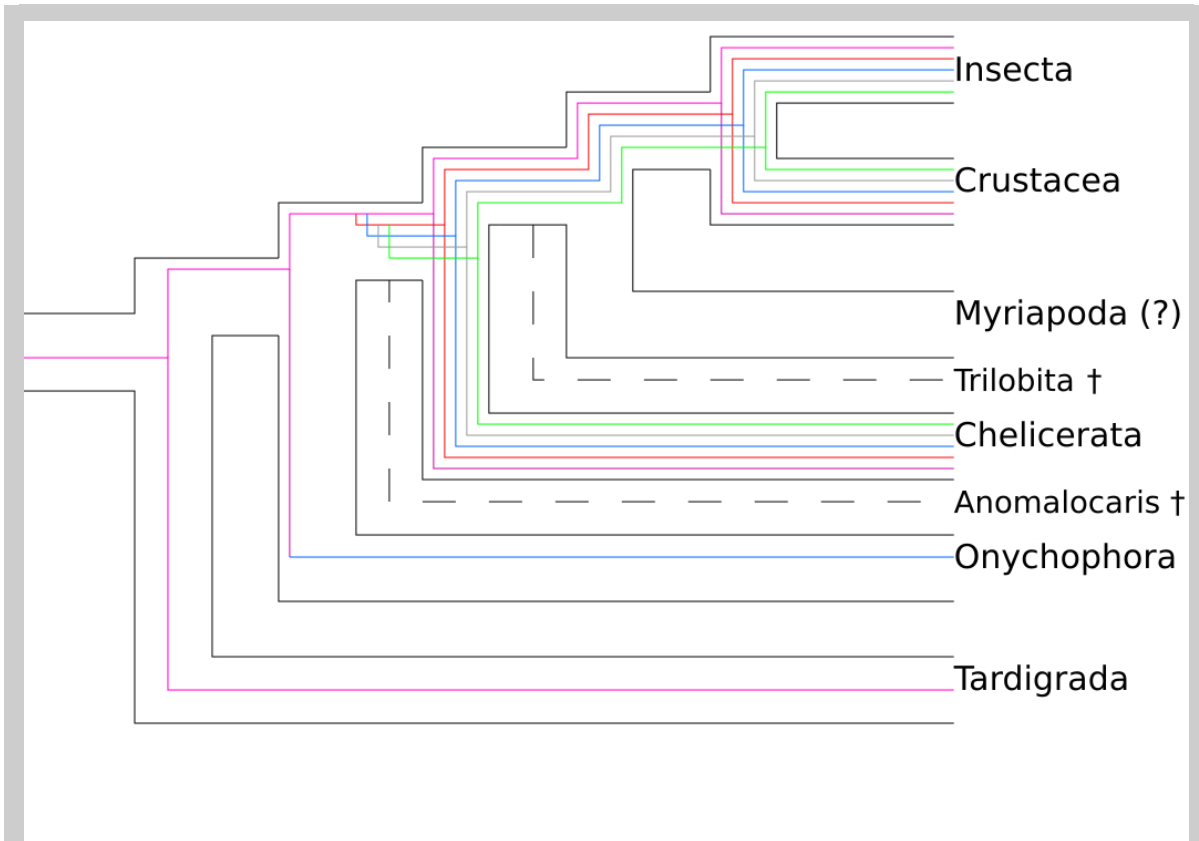 Insecta
Crustacea
Myriapoda (?)
Trilobita †
Chelicerata
Anomalocaris †
Onychophora
Tardigrada